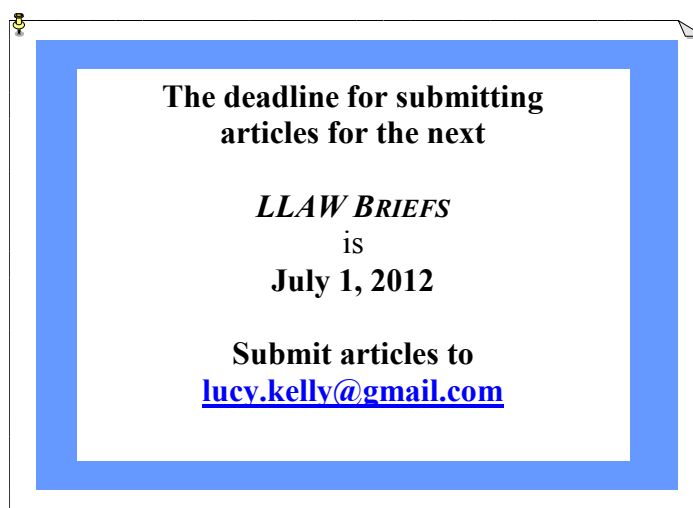 The deadline for submitting
articles for the next
LLAW BRIEFS
is
July 1, 2012
Submit articles to
lucy.kelly@gmail.com